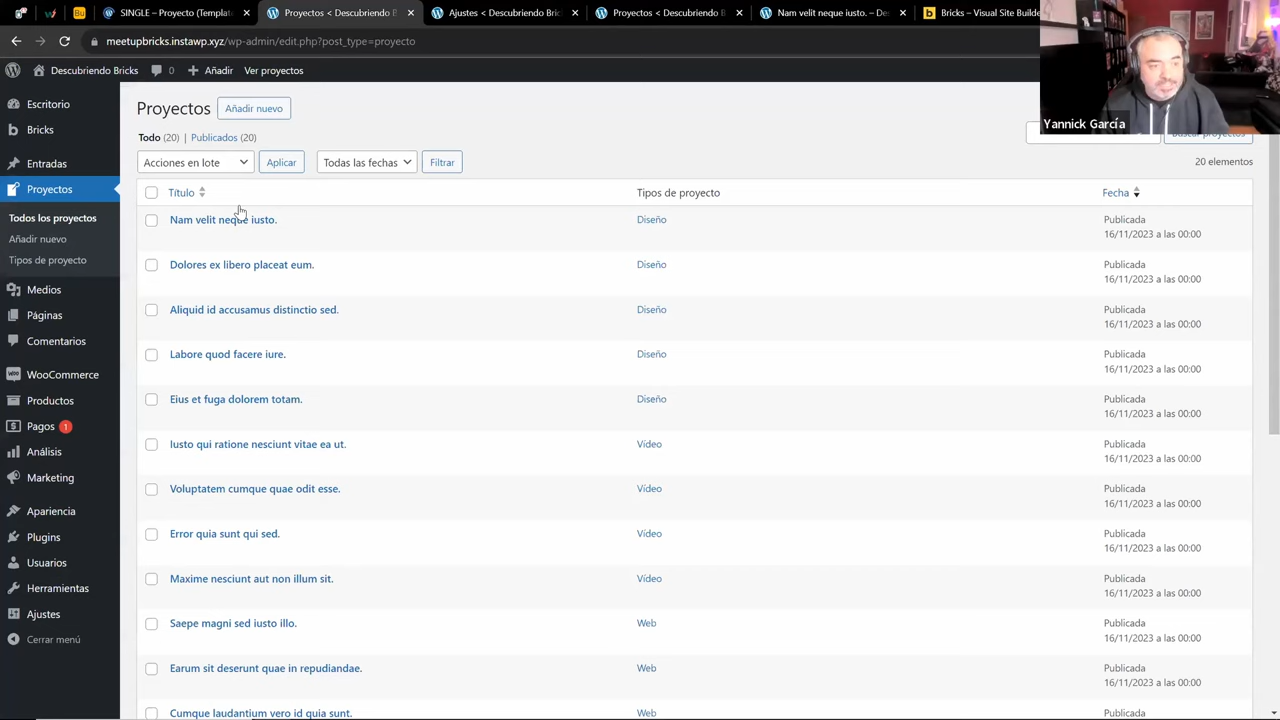 SINGLE – Proyecto (Templat
Proyectos < Descubriendo B
Ajustes < Descubriendo Bricks
Proyectos < Descubriendo B
Nam velit neque iusto. – Des
Bricks – Visual Site Builde
Bu
b
meetupbricks.instawp.xyz/wp-admin/edit.php?post_type=proyecto
Descubriendo Bricks
0
Añadir
Ver proyectos
Yannick García
Escritorio
Bricks
Entradas
Proyectos
Todos los proyectos
Añadir nuevo
Tipos de proyecto
Medios
Páginas
Comentarios
WooCommerce
Productos
Pagos 1
Análisis
Marketing
Apariencia
Plugins
Usuarios
Herramientas
Ajustes
Cerrar menú
Proyectos
Añadir nuevo
Todo (20) | Publicados (20)
Buscar proyectos
Acciones en lote
Aplicar
Todas las fechas
Filtrar
20 elementos
Título
Tipos de proyecto
Fecha
Nam velit neque iusto.
Diseño
Publicada
16/11/2023 a las 00:00
Dolores ex libero placeat eum.
Diseño
Publicada
16/11/2023 a las 00:00
Aliquid id accusamus distinctio sed.
Diseño
Publicada
16/11/2023 a las 00:00
Labore quod facere iure.
Diseño
Publicada
16/11/2023 a las 00:00
Eius et fuga dolorem totam.
Diseño
Publicada
16/11/2023 a las 00:00
Iusto qui ratione nesciunt vitae ea ut.
Vídeo
Publicada
16/11/2023 a las 00:00
Voluptatem cumque quae odit esse.
Vídeo
Publicada
16/11/2023 a las 00:00
Error quia sunt qui sed.
Vídeo
Publicada
16/11/2023 a las 00:00
Maxime nesciunt aut non illum sit.
Vídeo
Publicada
16/11/2023 a las 00:00
Saepe magni sed iusto illo.
Web
Publicada
16/11/2023 a las 00:00
Earum sit deserunt quae in repudiandae.
Web
Publicada
16/11/2023 a las 00:00
Cumque laudantium vero id quia sunt.
Web
Publicada